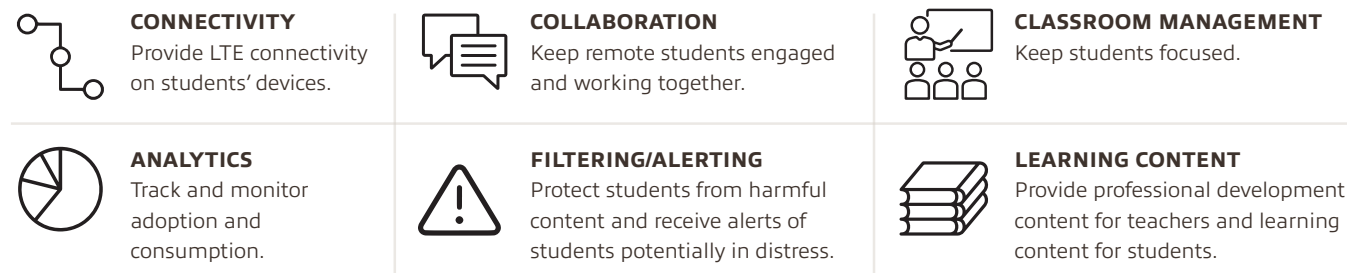 CONNECTIVITY
Provide LTE connectivity
on students’ devices.
COLLABORATION
Keep remote students engaged
and working together.
CLASSROOM MANAGEMENT
Keep students focused.
ANALYTICS
Track and monitor
adoption and
consumption.
FILTERING/ALERTING
Protect students from harmful
content and receive alerts of
students potentially in distress.
LEARNING CONTENT
Provide professional development
content for teachers and learning
content for students.